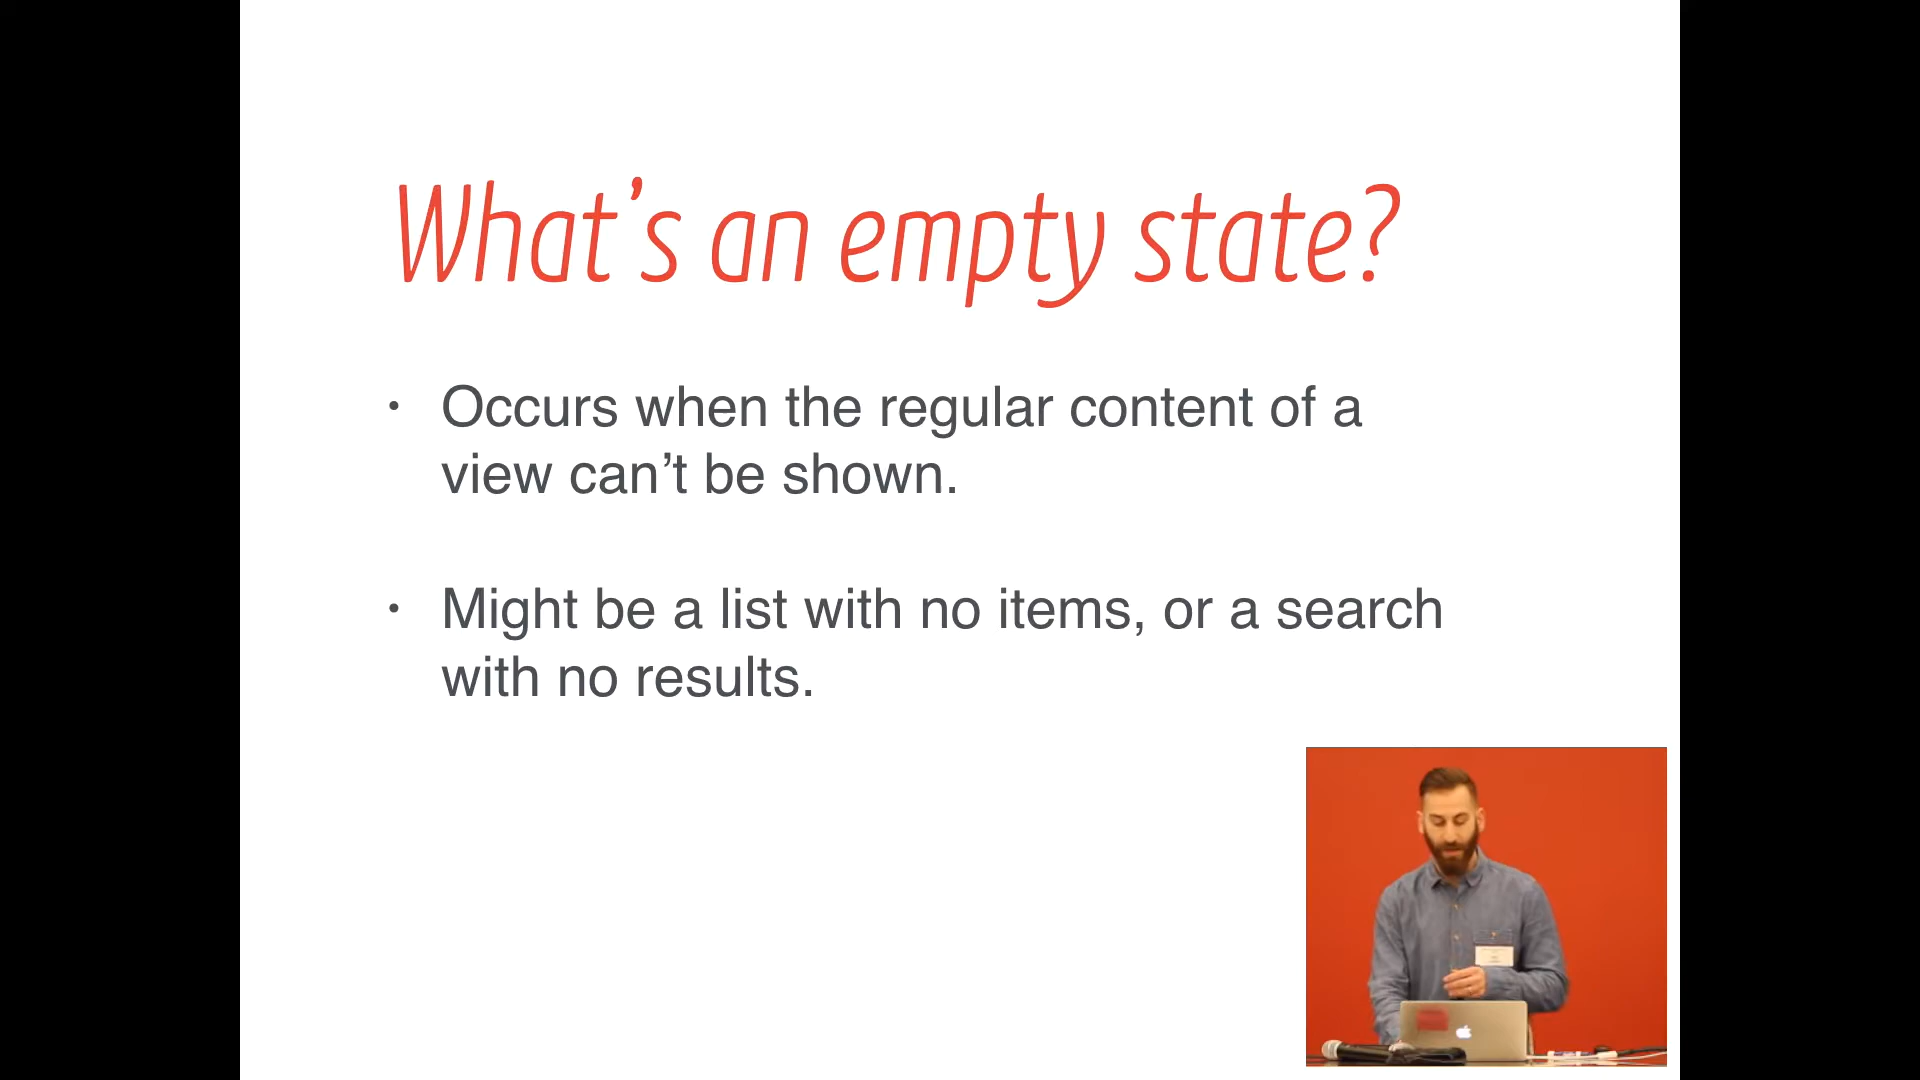 What’s an empty state?
• Occurs when the regular content of a
view can’t be shown.
• Might be a list with no items, or a search
with no results.